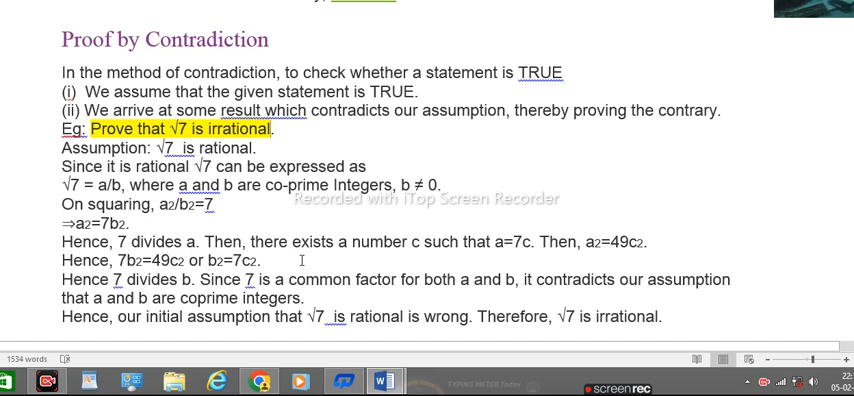 Proof by Contradiction
In the method of contradiction, to check whether a statement is TRUE
(i) We assume that the given statement is TRUE.
(ii) We arrive at some result which contradicts our assumption, thereby proving the contrary.
Eg: Prove that √7 is irrational.
Assumption: √7 is rational.
Since it is rational √7 can be expressed as
√7 = a/b, where a and b are co-prime Integers, b ≠ 0.
Recorded with iTop Screen Recorder
On squaring, a2/b2=7
⇒a2=7b2.
Hence, 7 divides a. Then, there exists a number c such that a=7c. Then, a2=49c2.
Hence, 7b2=49c2 or b2=7c2.
Hence 7 divides b. Since 7 is a common factor for both a and b, it contradicts our assumption
that a and b are coprime integers.
Hence, our initial assumption that √7 is rational is wrong. Therefore, √7 is irrational.
1534 words
TYPING METER Today
screenrec
22:
05-02-